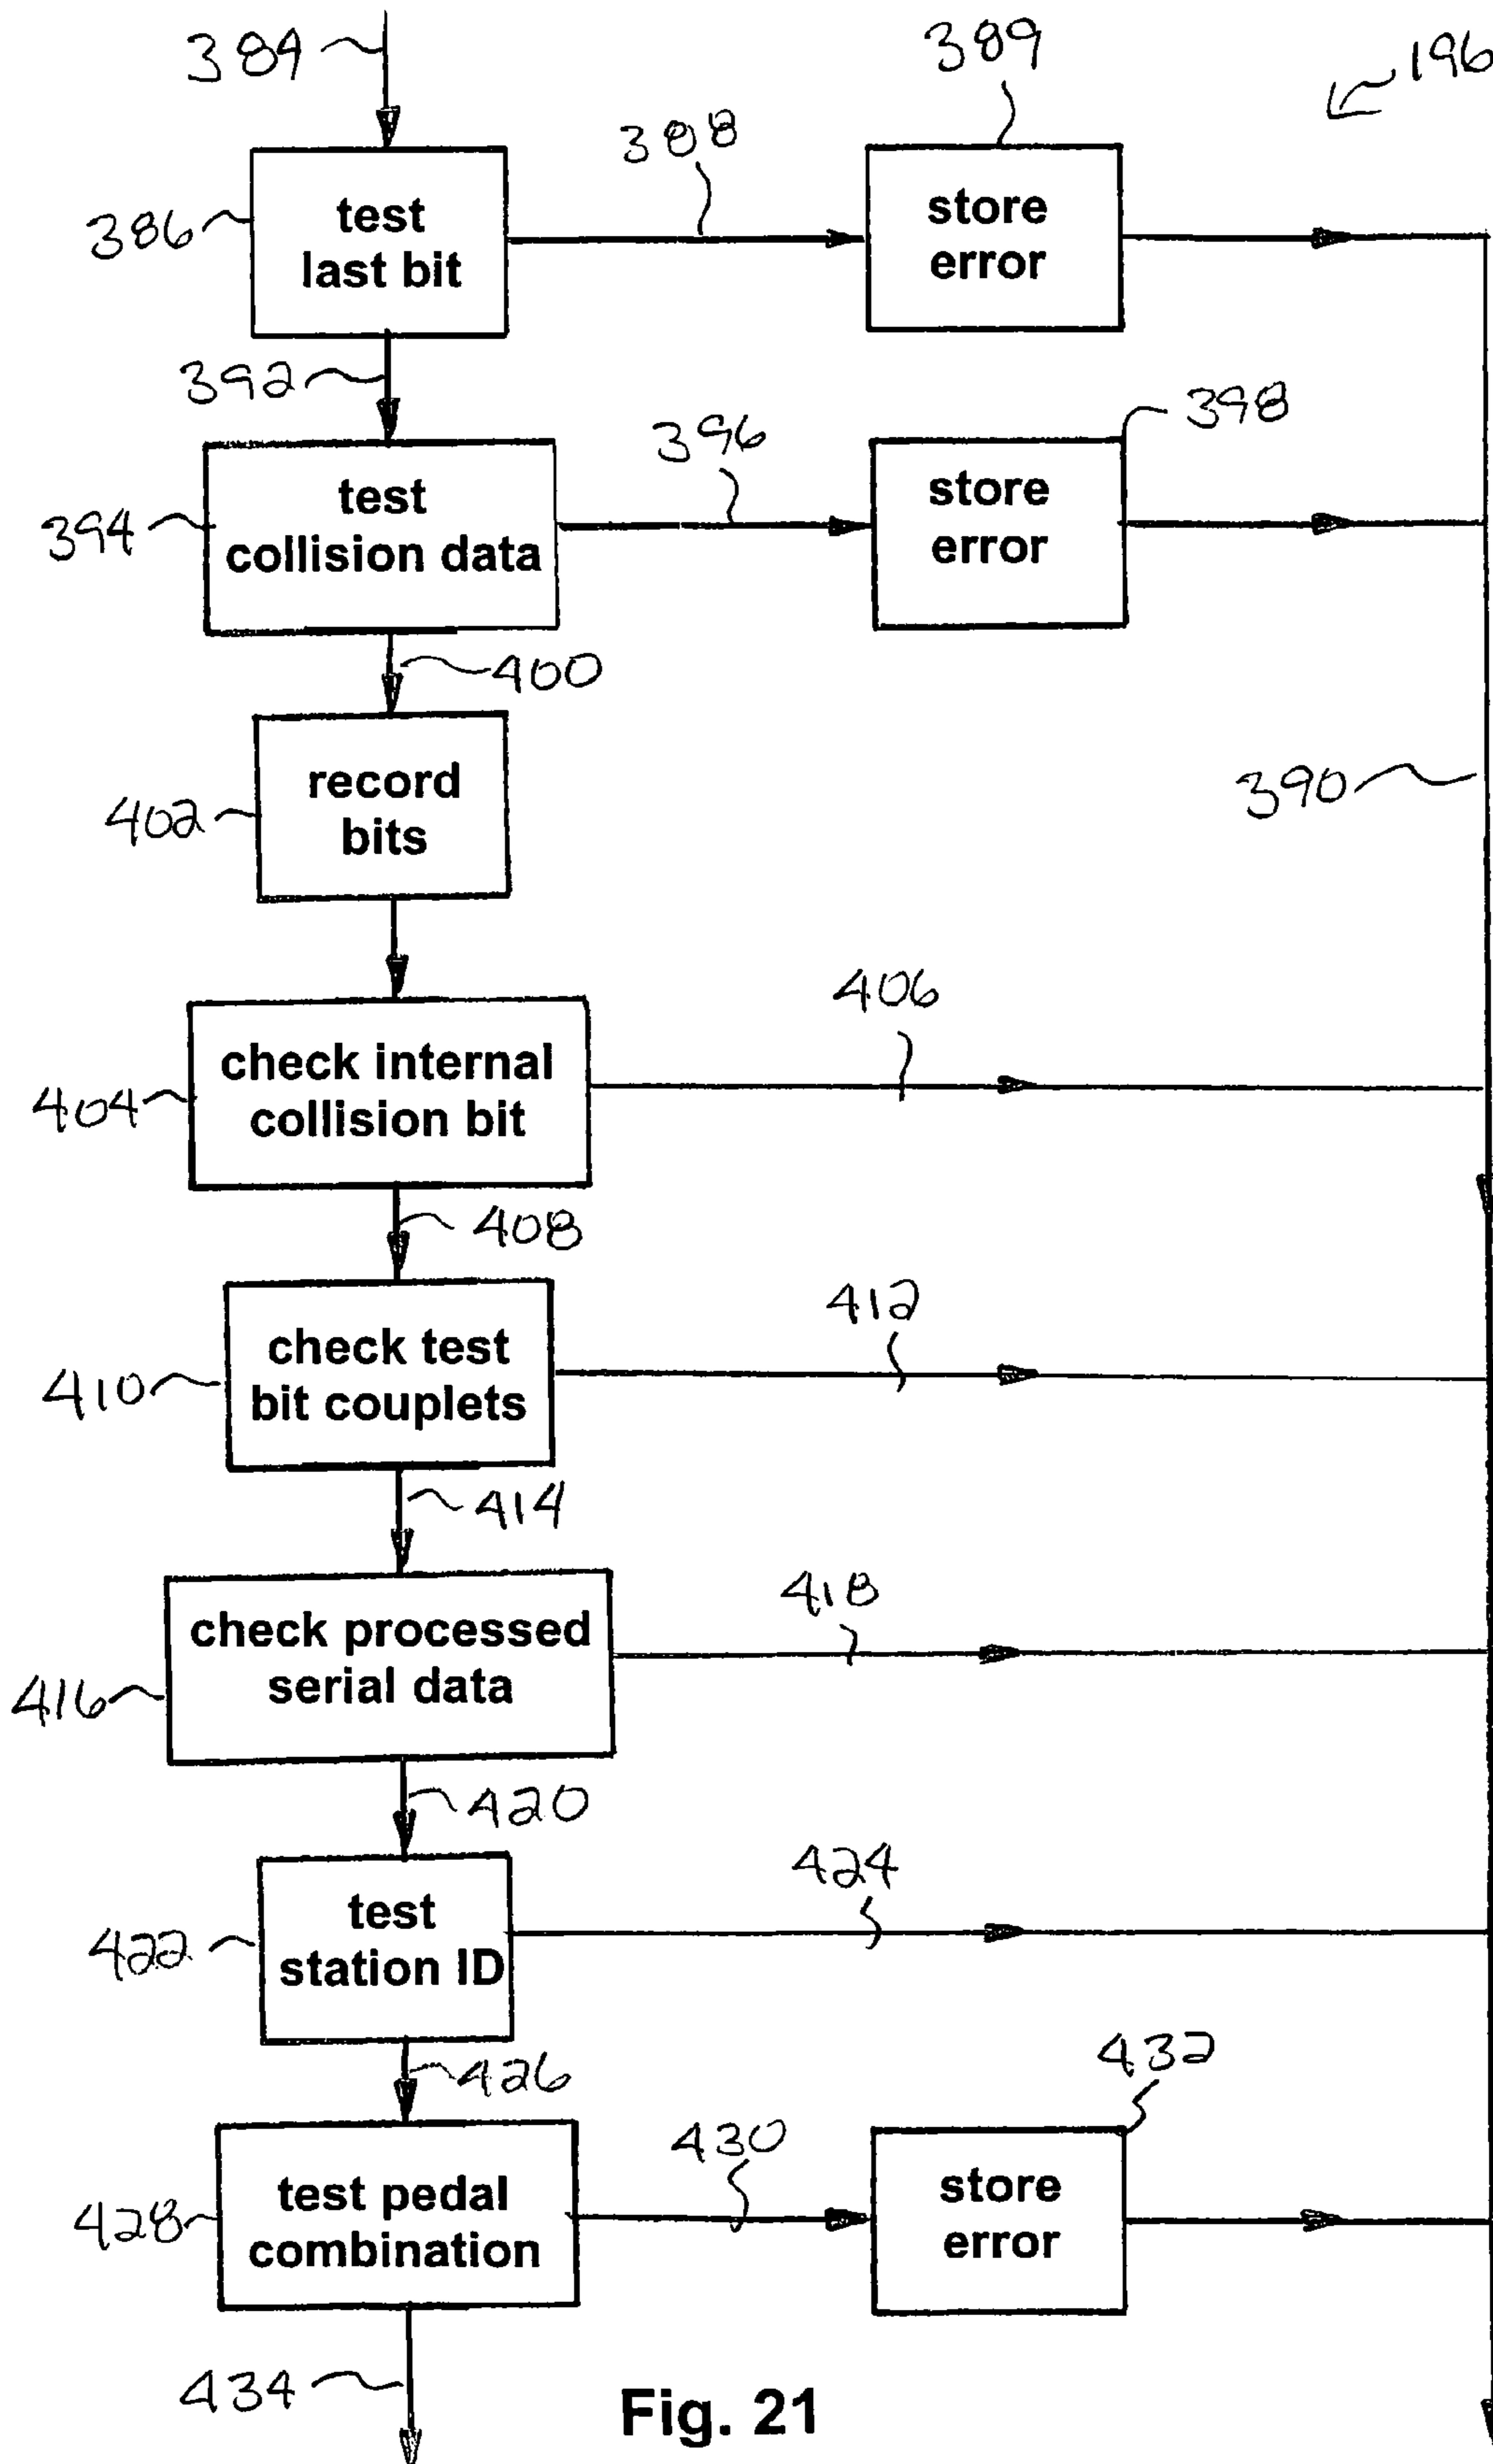 384
389
196
388
386
test
last bit
store
error
392
396
398
394
test
collision data
store
error
400
402
record
bits
390
406
404
check internal
collision bit
408
412
410
check test
bit couplets
414
418
416
check processed
serial data
420
424
422
test
station ID
426
432
430
428
test pedal
combination
store
error
434
Fig. 21